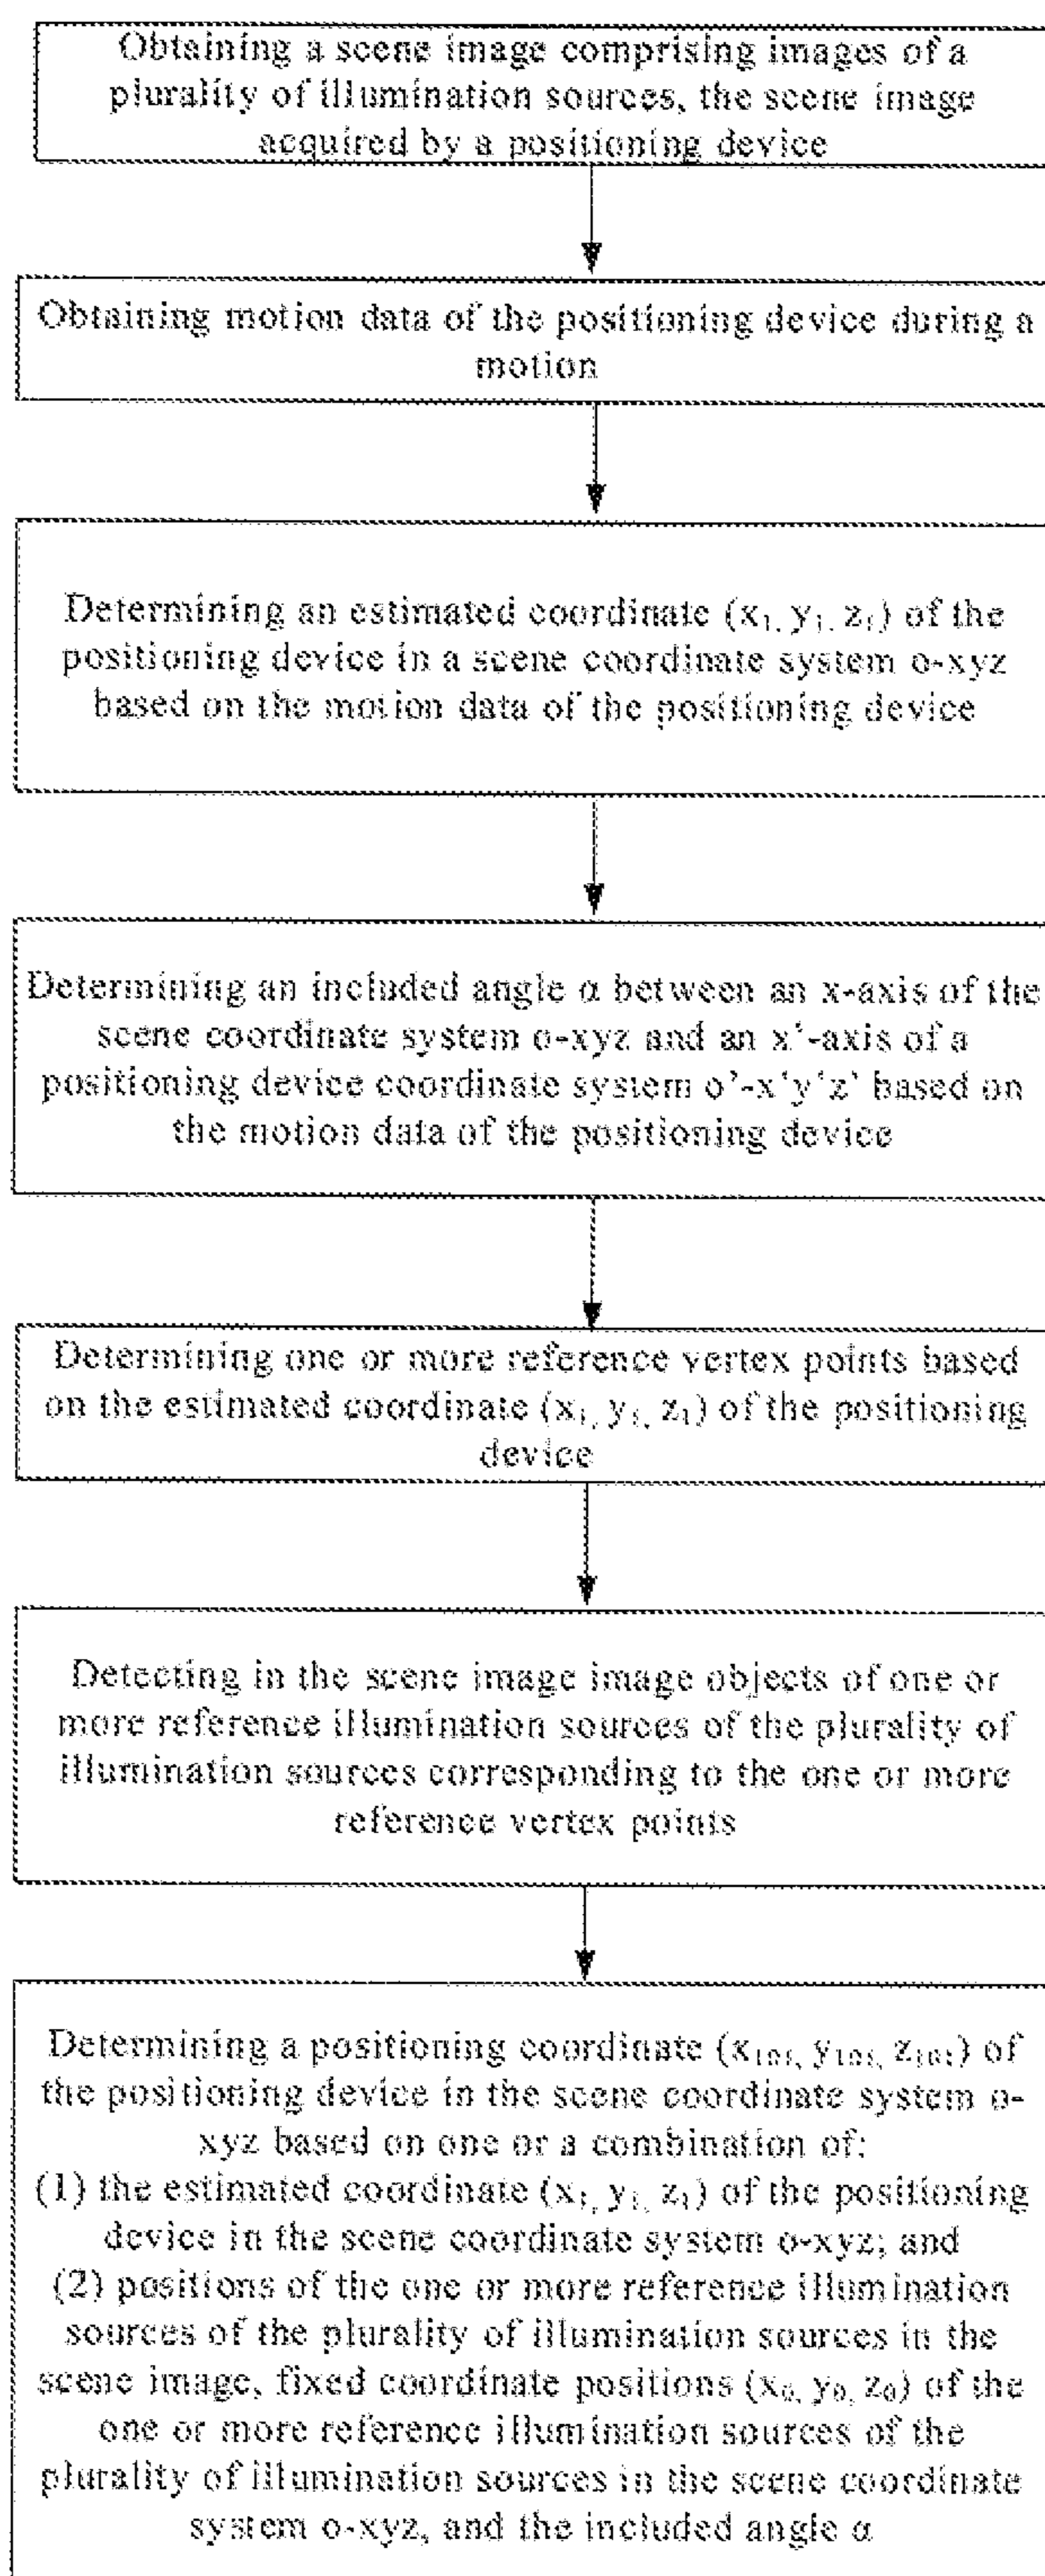 Obtaining a scene image comprising images of a
plurality of illumination sources, the scene image
acquired by a positioning device
Obtaining motion data of the positioning device during a
motion
Determining an estimated coordinate (x₁, y₁, z₁) of the
positioning device in a scene coordinate system o-xyz
based on the motion data of the positioning device
Determining an included angle α between an x-axis of the
scene coordinate system o-xyz and an x'-axis of a
positioning device coordinate system o'-x'y'z' based on
the motion data of the positioning device
Determining one or more reference vertex points based
on the estimated coordinate (x₁, y₁, z₁) of the positioning
device
Detecting in the scene image image objects of one or
more reference illumination sources of the plurality of
illumination sources corresponding to the one or more
reference vertex points
Determining a positioning coordinate (x₁₀₁, y₁₀₁, z₁₀₁) of
the positioning device in the scene coordinate system o-
xyz based on one or a combination of:
(1) the estimated coordinate (x₁, y₁, z₁) of the positioning
device in the scene coordinate system o-xyz; and
(2) positions of the one or more reference illumination
sources of the plurality of illumination sources in the
scene image, fixed coordinate positions (x₀, y₀, z₀) of the
one or more reference illumination sources of the
plurality of illumination sources in the scene coordinate
system o-xyz, and the included angle α